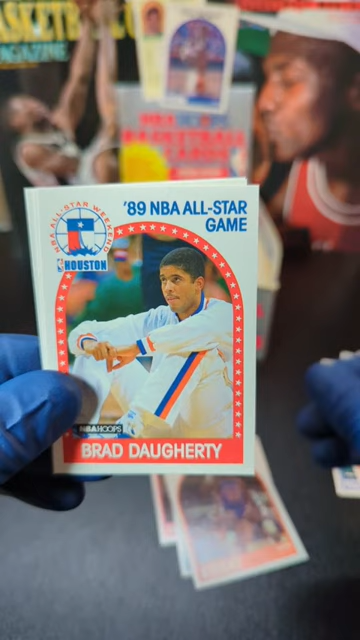 BASKETBALL
MAGAZINE
NBA HOOPS
BASKETBALL
CARDS
NBA ALL-STAR WEEKEND
HOUSTON
'89 NBA ALL-STAR
GAME
NBA HOOPS
BRAD DAUGHERTY